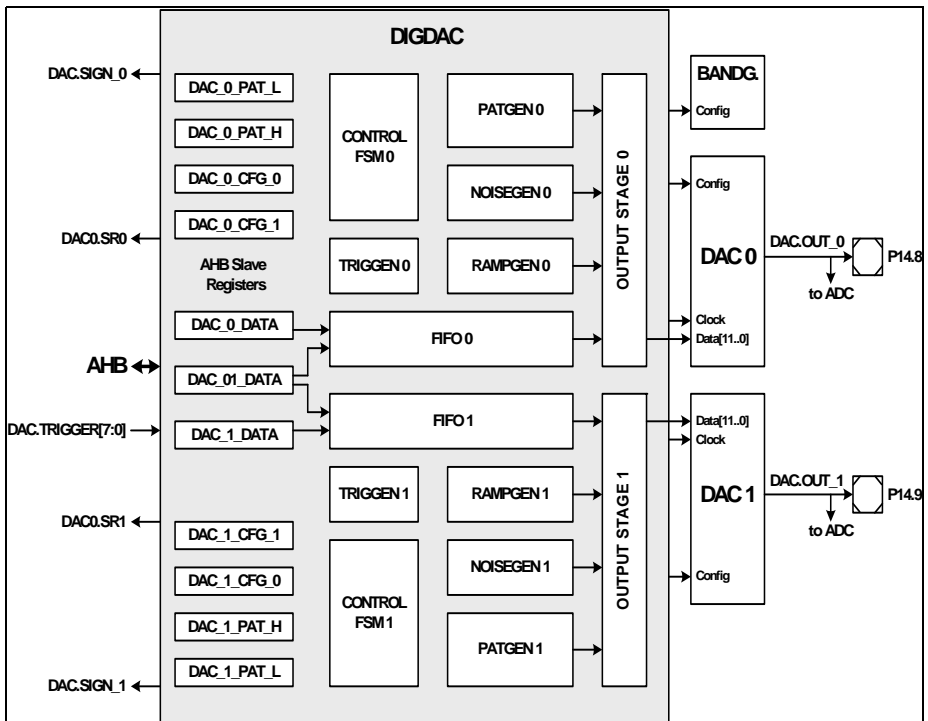 DIGDAC
DAC.SIGN_0
DAC_0_PAT_L
DAC_0_PAT_H
DAC_0_CFG_0
DAC_0_CFG_1
DAC0.SR0
AHB Slave
Registers
DAC_0_DATA
AHB
DAC_01_DATA
DAC.TRIGGER[7:0]
DAC_1_DATA
DAC0.SR1
DAC_1_CFG_1
DAC_1_CFG_0
DAC_1_PAT_H
DAC_1_PAT_L
DAC.SIGN_1
CONTROL
FSM 0
TRIGGEN 0
PATGEN 0
NOISEGEN 0
RAMPGEN 0
FIFO 0
FIFO 1
TRIGGEN 1
RAMPGEN 1
CONTROL
FSM 1
NOISEGEN 1
PATGEN 1
OUTPUT STAGE 0
OUTPUT STAGE 1
BANDG.
Config
Config
DAC 0
Clock
Data[11..0]
DAC.OUT_0
P14.8
to ADC
Data[11..0]
Clock
DAC 1
Config
DAC.OUT_1
P14.9
to ADC